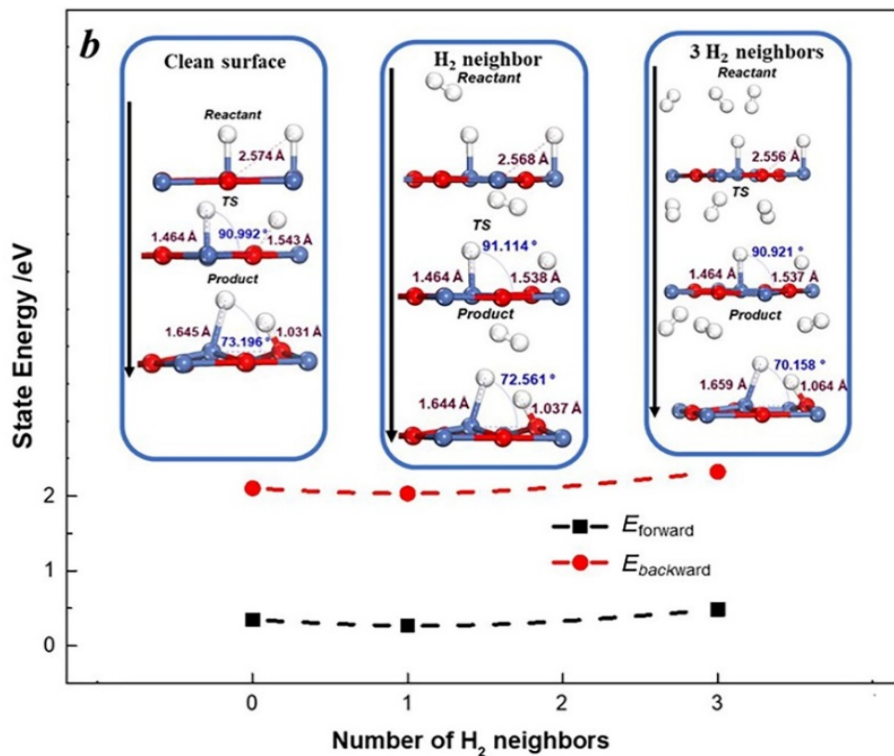 b
Clean surface
Reactant
2.574 Å
TS
1.464 Å
90.992 °
1.543 Å
Product
1.645 Å
73.196 °
1.031 Å
H₂ neighbor
Reactant
2.568 Å
TS
91.114 °
1.464 Å
1.538 Å
Product
72.561 °
1.644 Å
1.037 Å
3 H₂ neighbors
Reactant
2.556 Å
TS
90.921 °
1.464 Å
1.537 Å
Product
70.158 °
1.659 Å
1.064 Å
State Energy /eV
2
1
0
E forward
E backward
0
1
2
3
Number of H₂ neighbors